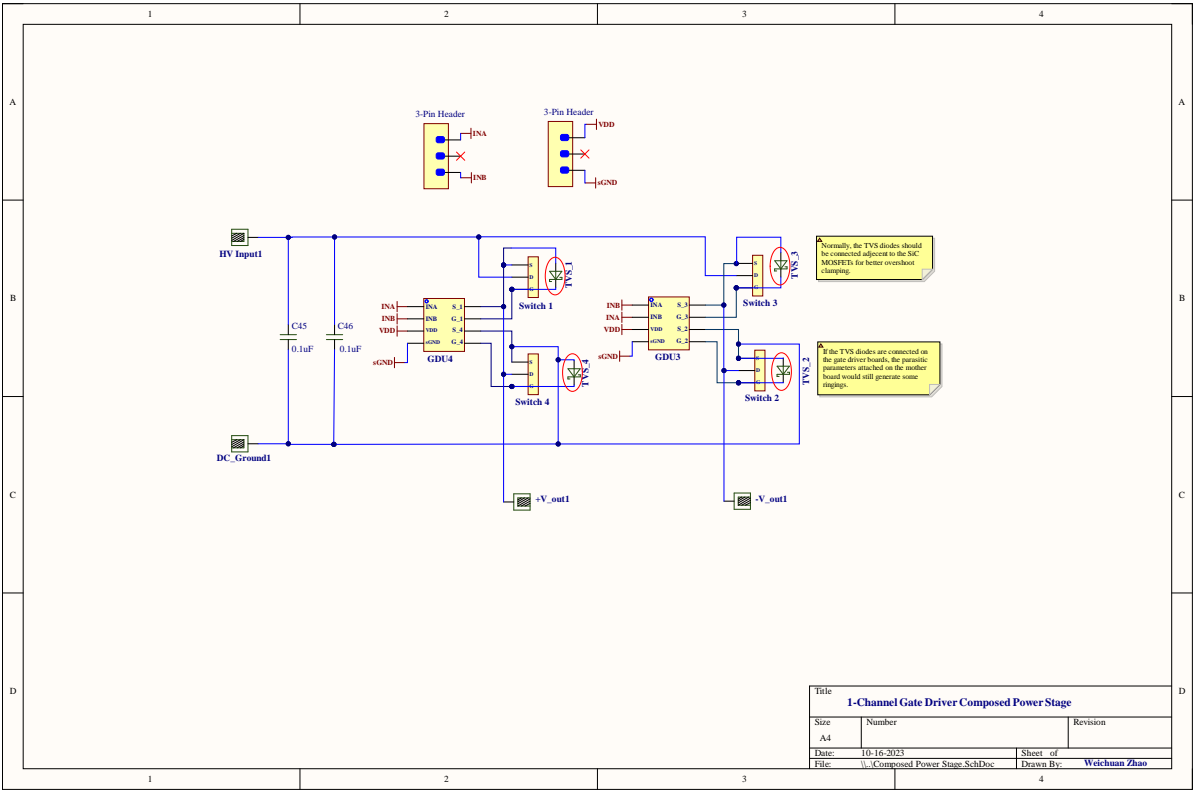 1 2 3 4
A A
3-Pin Header 3-Pin Header
INA VDD
INB sGND
B B
HV Input1
C45 C46
0.1uF 0.1uF
INA INA S_1
INB INB G_1
VDD VDD S_4
sGND sGND G_4
GDU4
S
D
G
Switch 1
TVS_1
S
D
G
Switch 4
TVS_4
INB INA S_3
INA INB G_3
VDD VDD S_2
sGND sGND G_2
GDU3
S
D
G
Switch 3
TVS_3
S
D
G
Switch 2
TVS_2
Normally, the TVS diodes should
be connected adjecent to the SiC
MOSFETs for better overshoot
clamping.
If the TVS diodes are connected on
the gate driver boards, the parasitic
parameters attached on the mother
board would still generate some
ringings.
DC_Ground1
C C
+V_out1 -V_out1
D D
Title
1-Channel Gate Driver Composed Power Stage
Size Number Revision
A4
Date: 10-16-2023 Sheet of
File: \\..\Composed Power Stage.SchDoc Drawn By: Weichuan Zhao
1 2 3 4